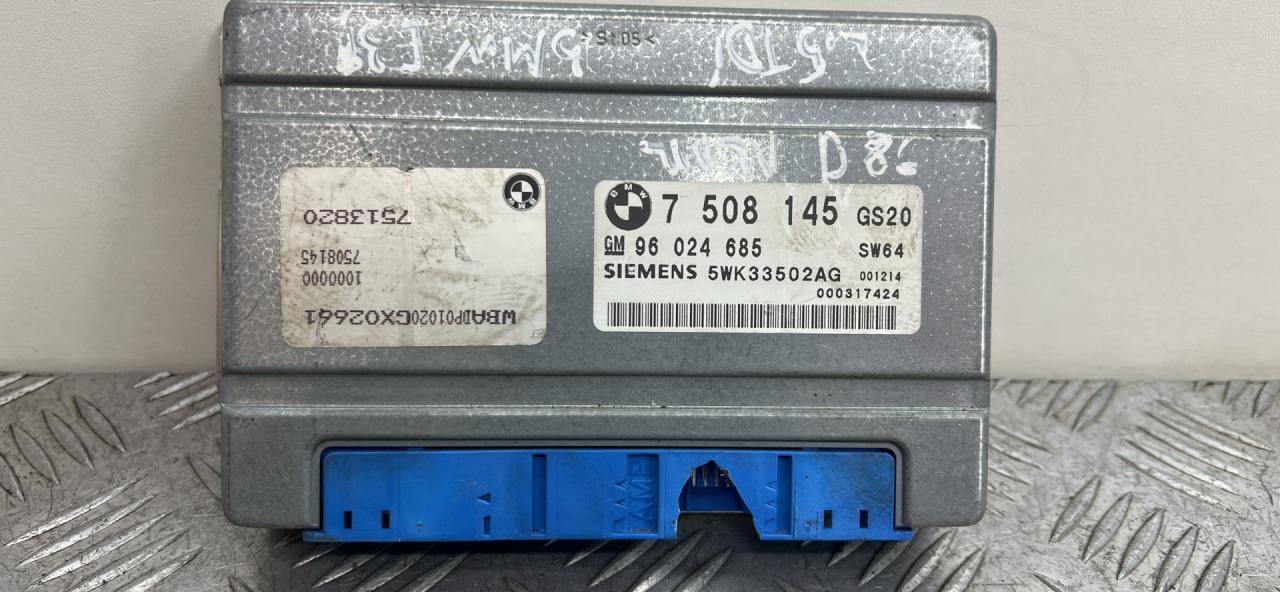 BMW E39
2.5TDI
BMW
7513820
7508145
1000000
WBADP01020GX02641
BMW
7 508 145 GS20
GM 96 024 685 SW64
SIEMENS 5WK33502AG 001214
000317424
AMP